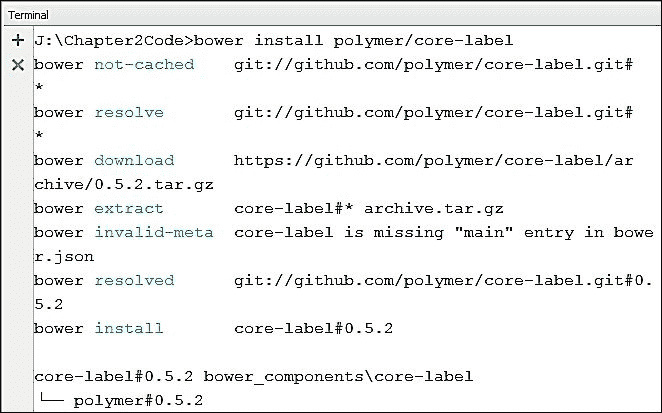 Terminal
J:\Chapter2Code>bower install polymer/core-label
bower not-cached    git://github.com/polymer/core-label.git#
*
bower resolve       git://github.com/polymer/core-label.git#
*
bower download      https://github.com/polymer/core-label/ar
chive/0.5.2.tar.gz
bower extract       core-label#* archive.tar.gz
bower invalid-meta  core-label is missing "main" entry in bowe
r.json
bower resolved      git://github.com/polymer/core-label.git#0.
5.2
bower install       core-label#0.5.2
core-label#0.5.2 bower_components\core-label
└── polymer#0.5.2